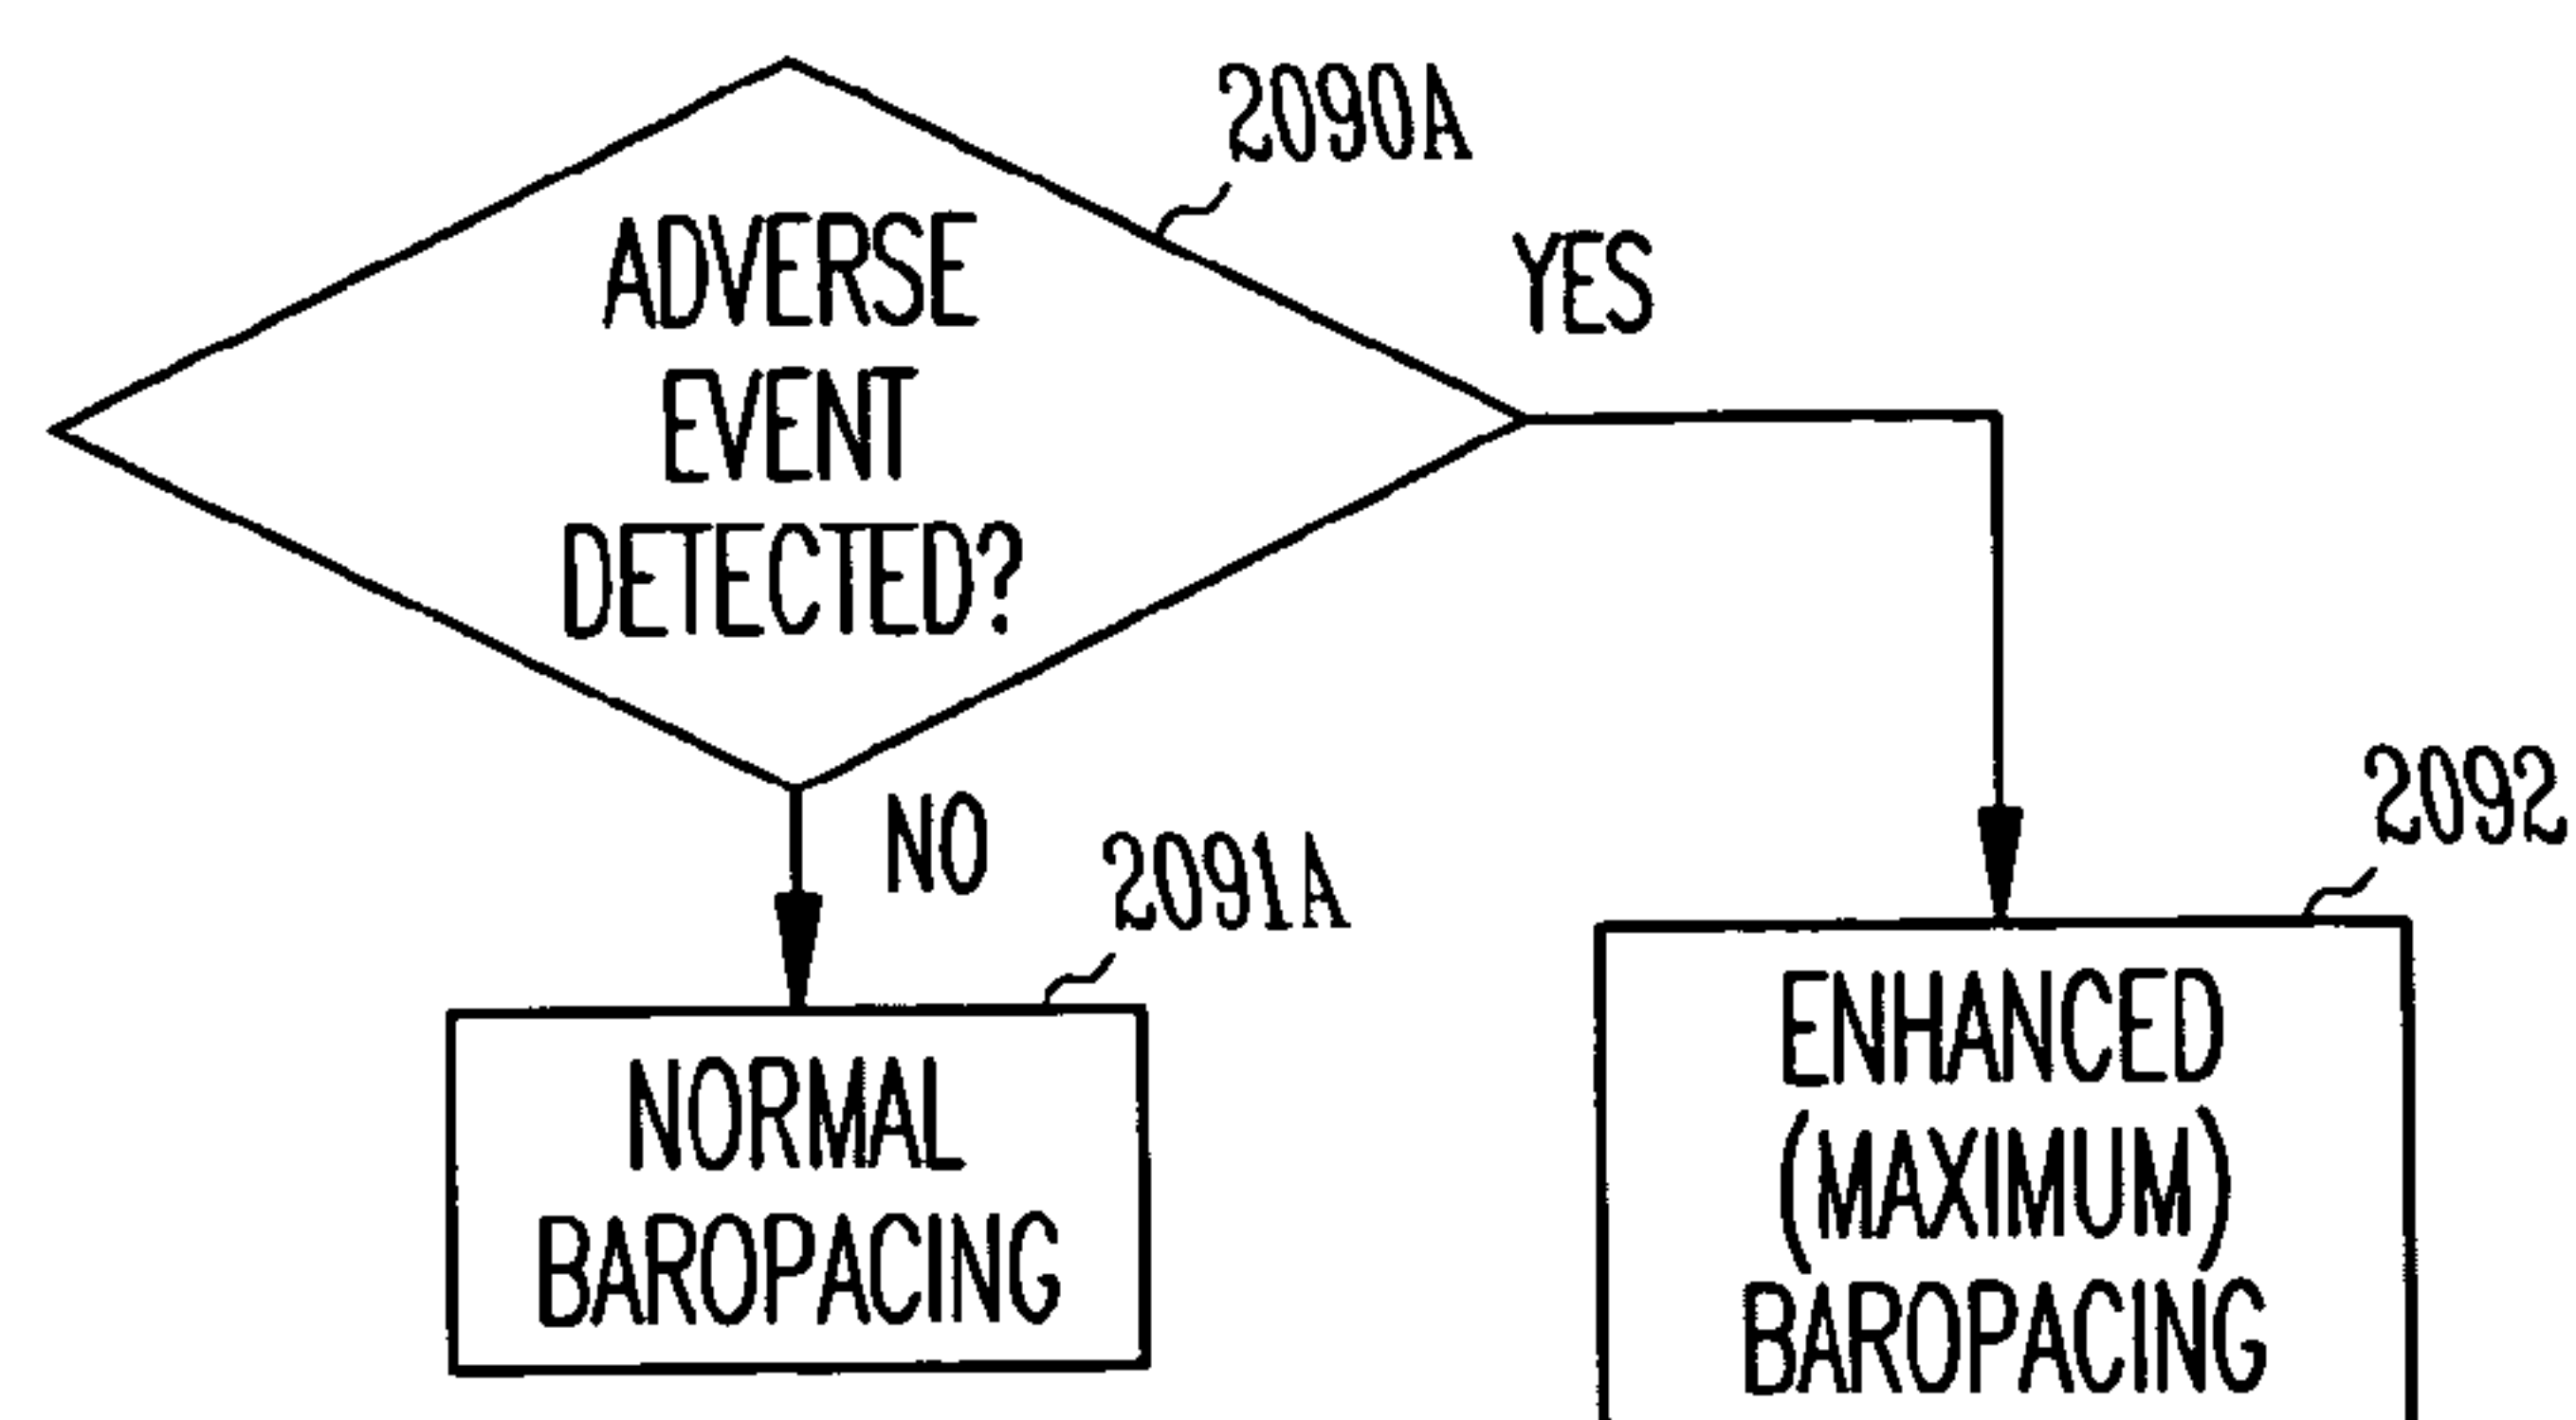 2090A
ADVERSE
EVENT
DETECTED?
YES
NO
2091A
2092
NORMAL
BAROPACING
ENHANCED
(MAXIMUM)
BAROPACING